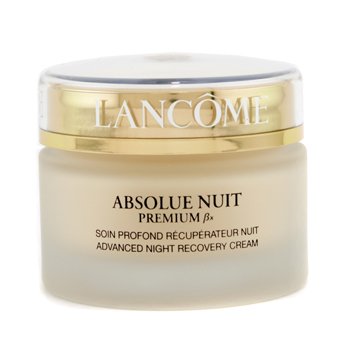 LANCÔME
ABSOLUE NUIT
PREMIUM βx
SOIN PROFOND RÉCUPÉRATEUR NUIT
ADVANCED NIGHT RECOVERY CREAM